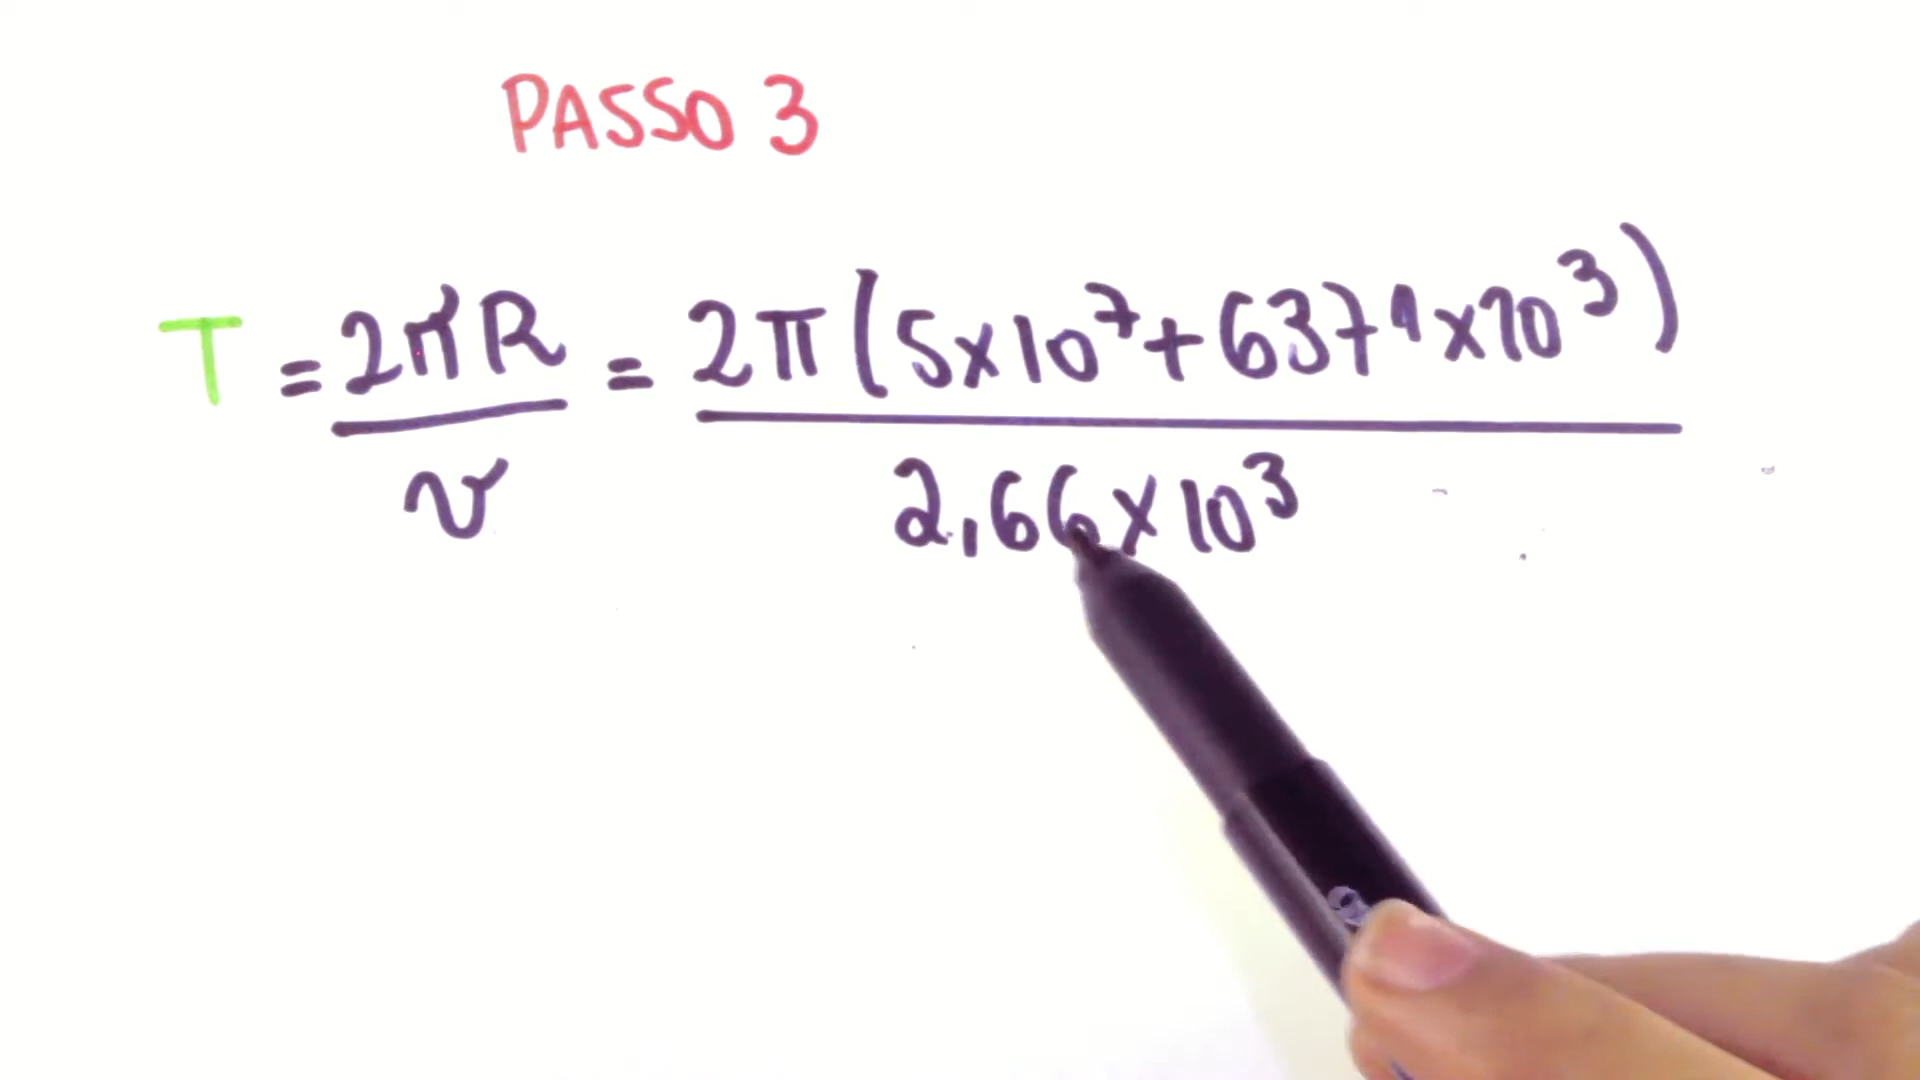 PASSO 3
T = 2πR / v = 2π(5x10⁷+6371x10³) / 2,66x10³